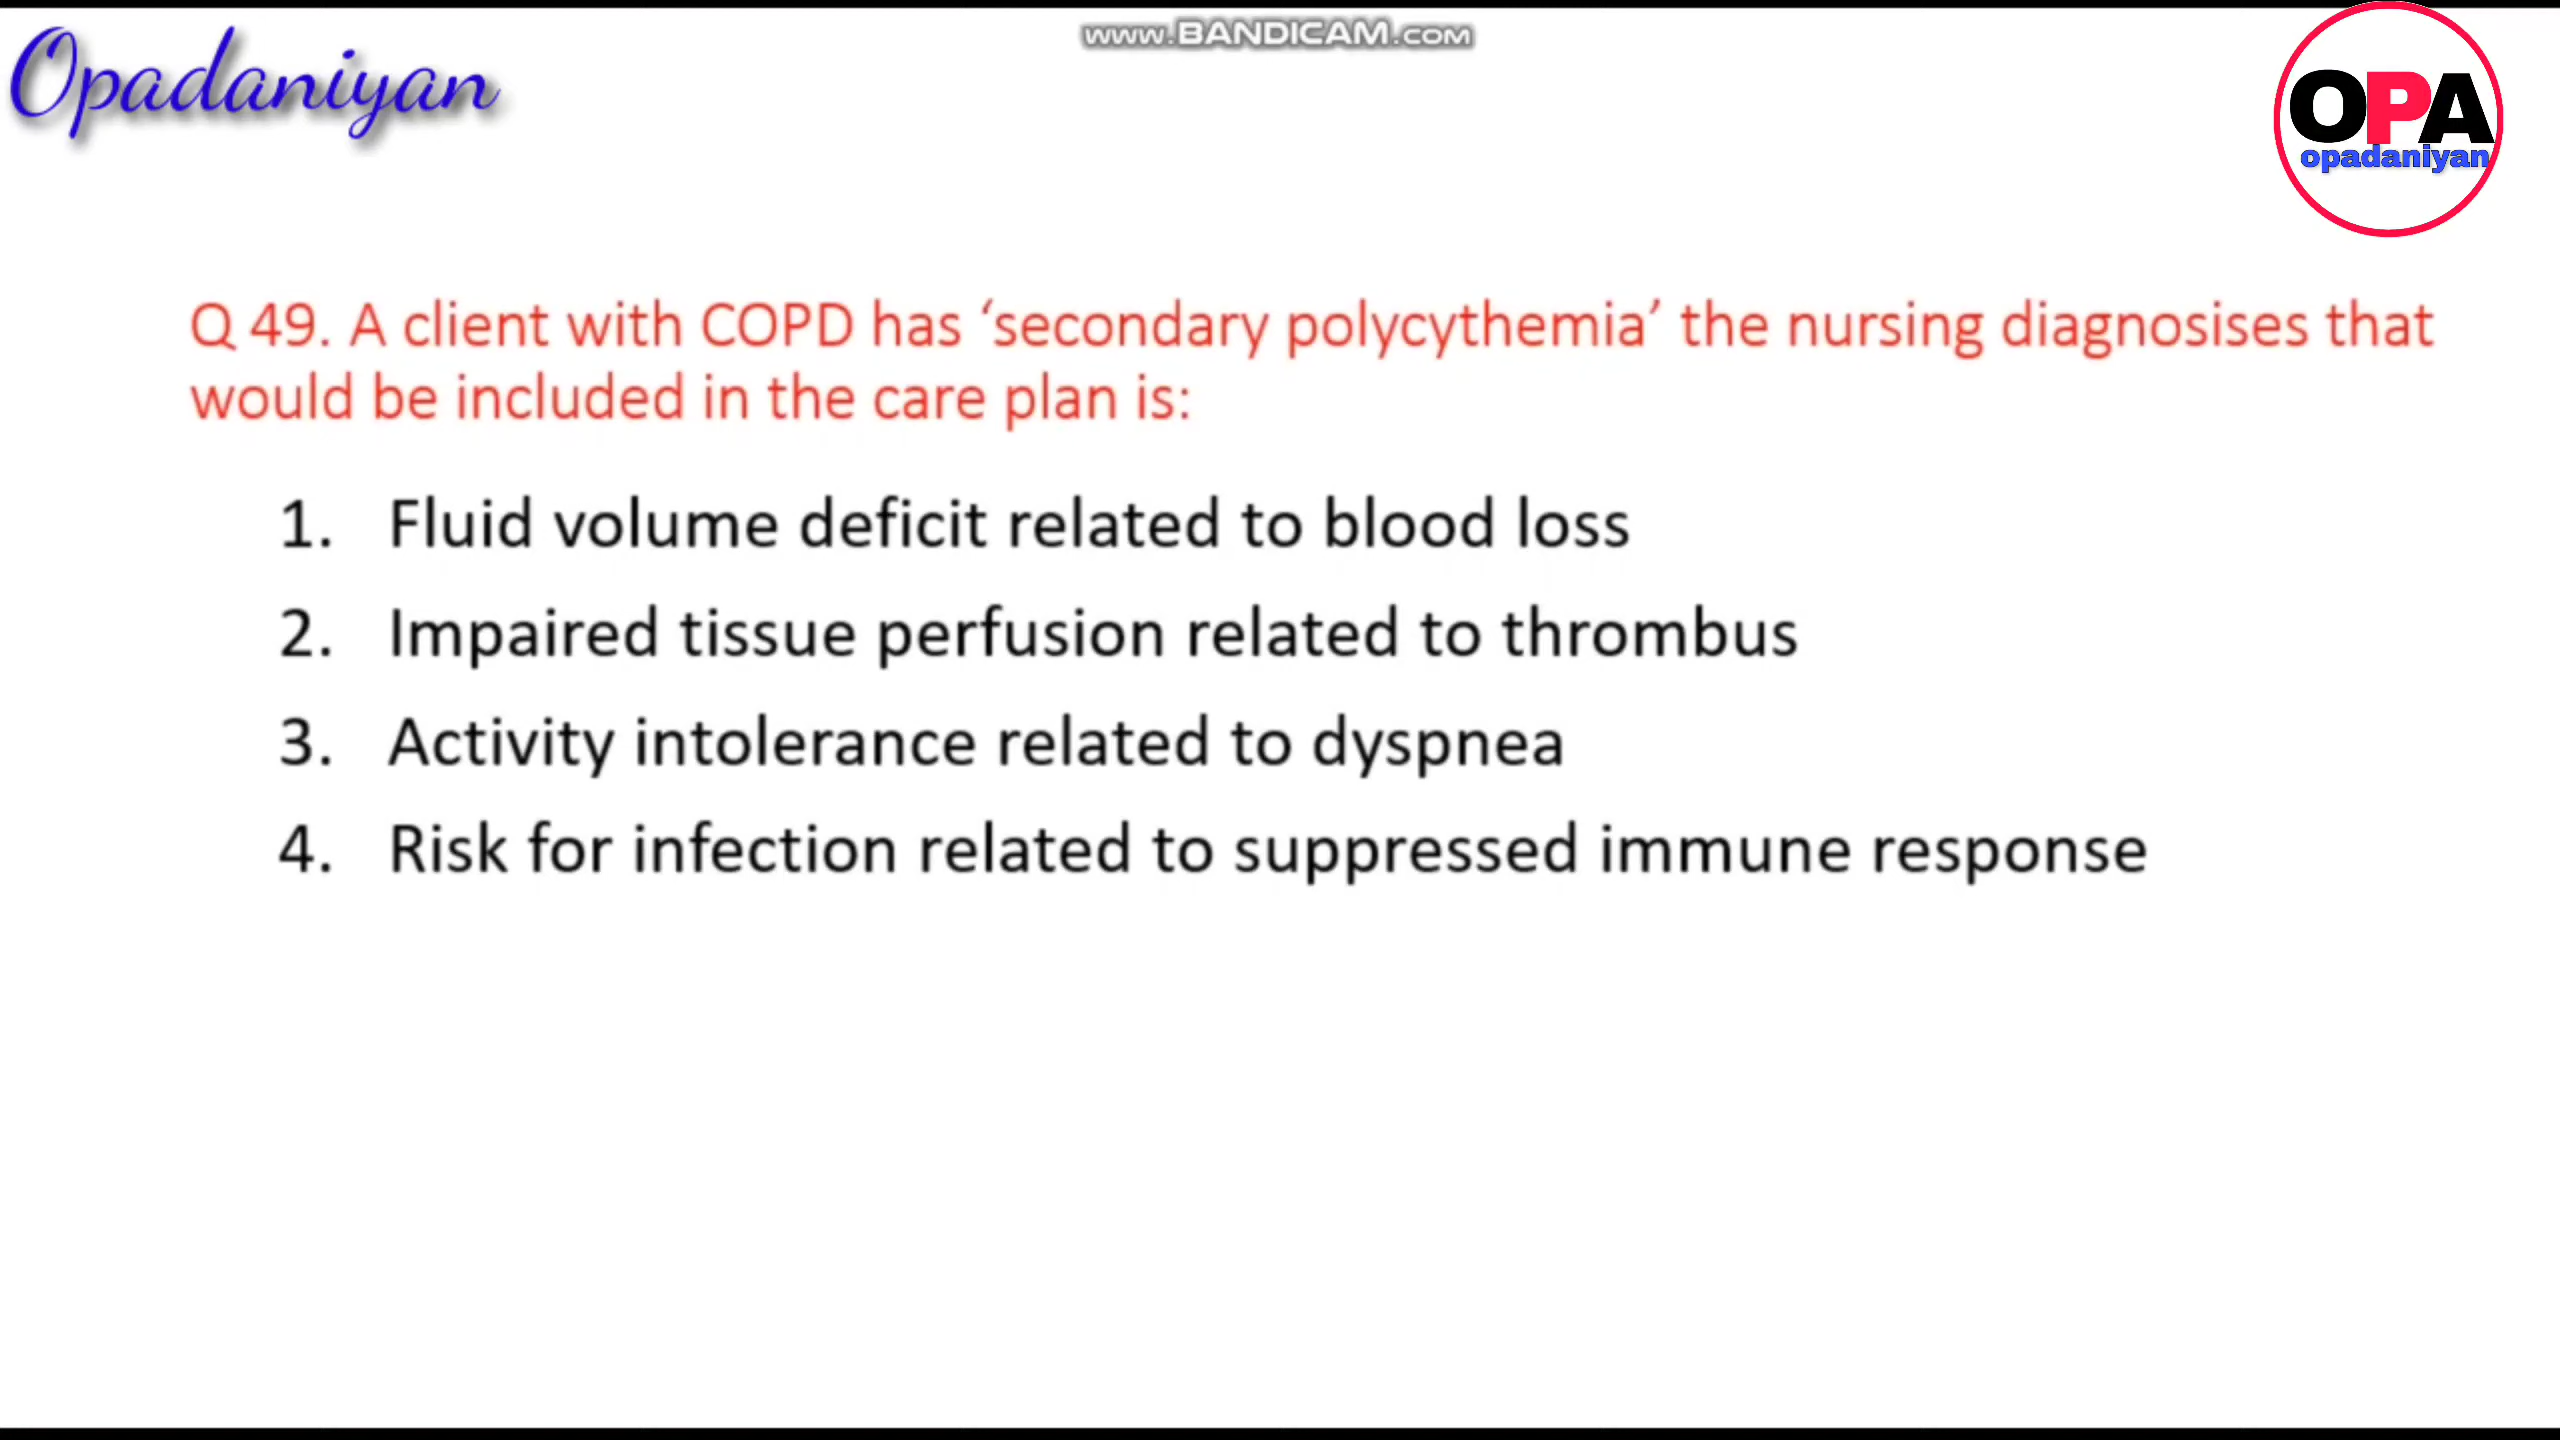 www.BANDICAM.com
Opadaniyan
OPA
opadaniyan
Q 49. A client with COPD has ‘secondary polycythemia’ the nursing diagnosises that
would be included in the care plan is:
1. Fluid volume deficit related to blood loss
2. Impaired tissue perfusion related to thrombus
3. Activity intolerance related to dyspnea
4. Risk for infection related to suppressed immune response